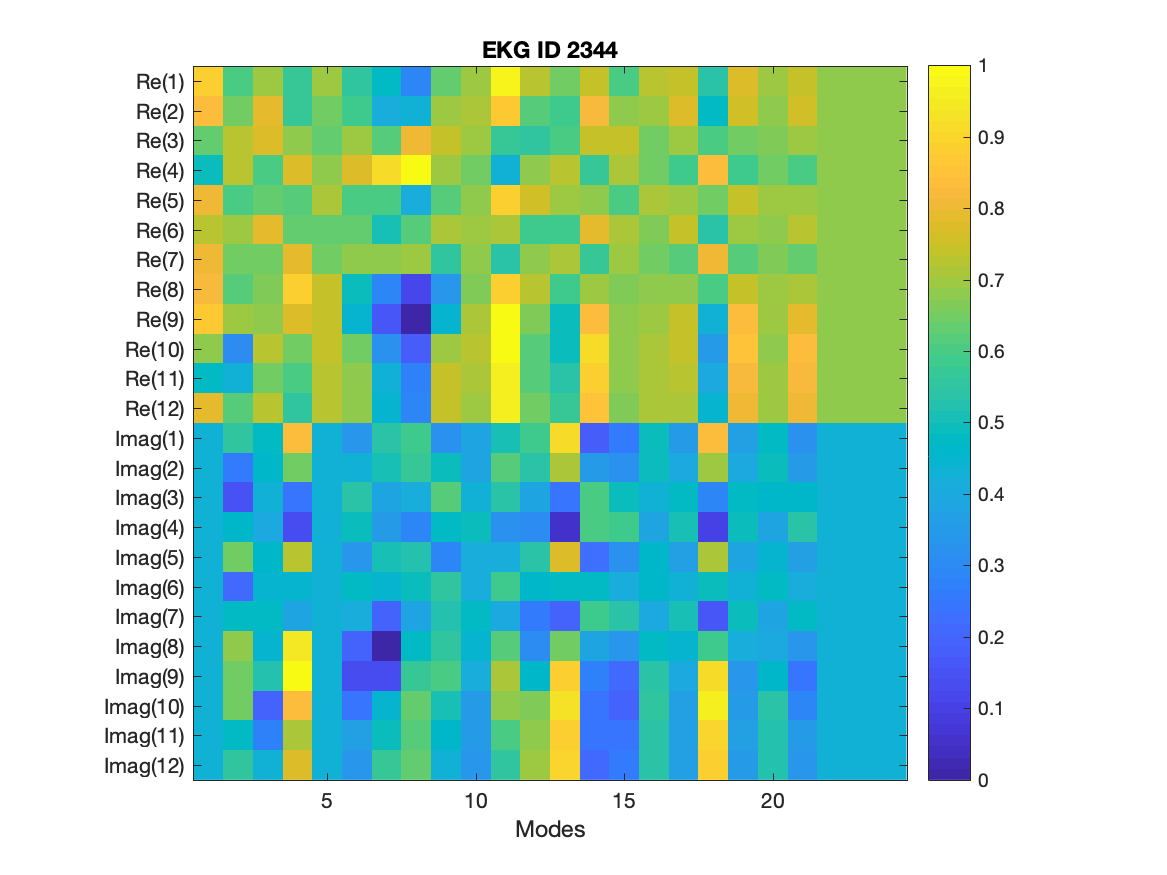 EKG ID 2344
Re(1)
Re(2)
Re(3)
Re(4)
Re(5)
Re(6)
Re(7)
Re(8)
Re(9)
Re(10)
Re(11)
Re(12)
Imag(1)
Imag(2)
Imag(3)
Imag(4)
Imag(5)
Imag(6)
Imag(7)
Imag(8)
Imag(9)
Imag(10)
Imag(11)
Imag(12)
5 10 15 20
Modes
1
0.9
0.8
0.7
0.6
0.5
0.4
0.3
0.2
0.1
0